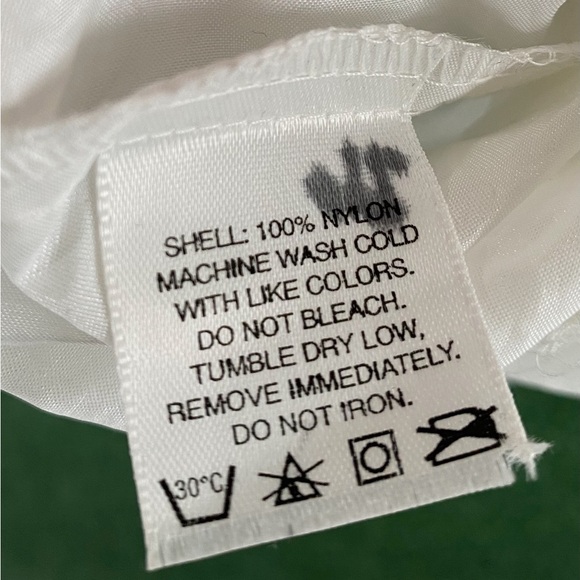 SHELL: 100% NYLON
MACHINE WASH COLD
WITH LIKE COLORS.
DO NOT BLEACH.
TUMBLE DRY LOW,
REMOVE IMMEDIATELY.
DO NOT IRON.
30°C